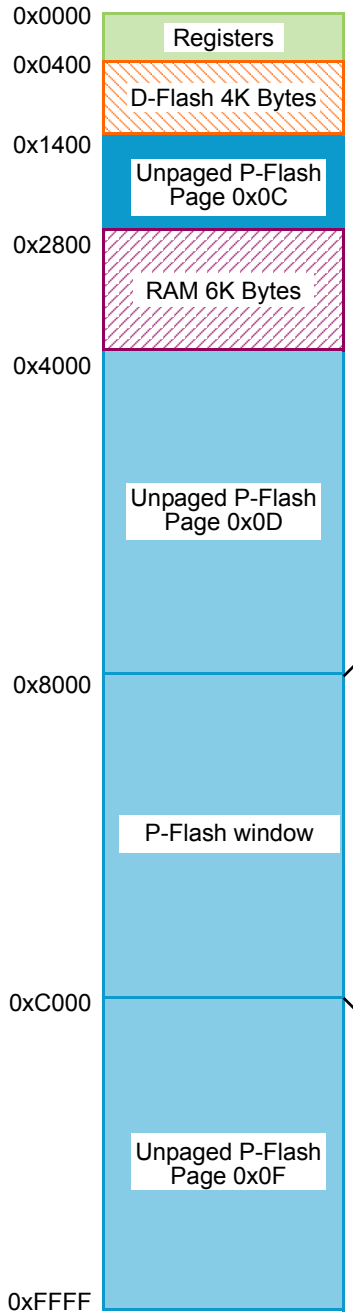 0x0000
Registers
0x0400
D-Flash 4K Bytes
0x1400
Unpaged P-Flash
Page 0x0C
0x2800
RAM 6K Bytes
0x4000
Unpaged P-Flash
Page 0x0D
0x8000
P-Flash window
0xC000
Unpaged P-Flash
Page 0x0F
0xFFFF